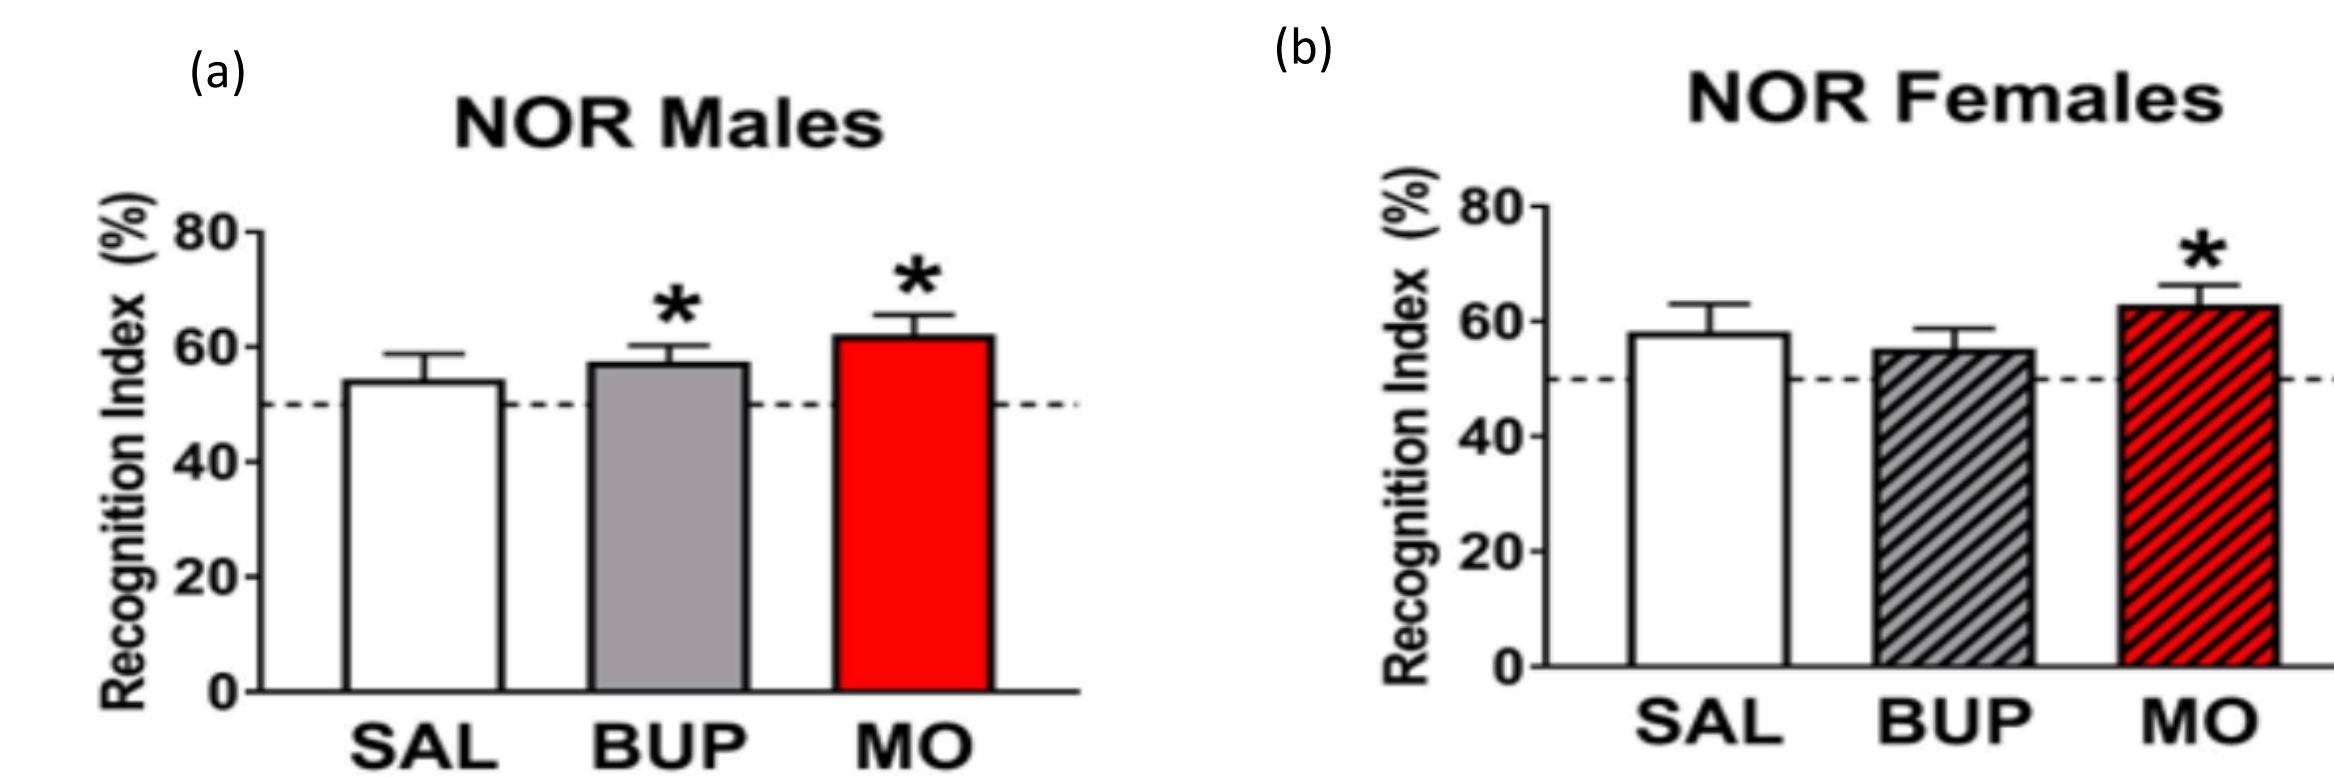 (a)
NOR Males
Recognition Index (%)
80
60
40
20
0
*
*
SAL BUP MO
(b)
NOR Females
Recognition Index (%)
80
60
40
20
0
*
SAL BUP MO